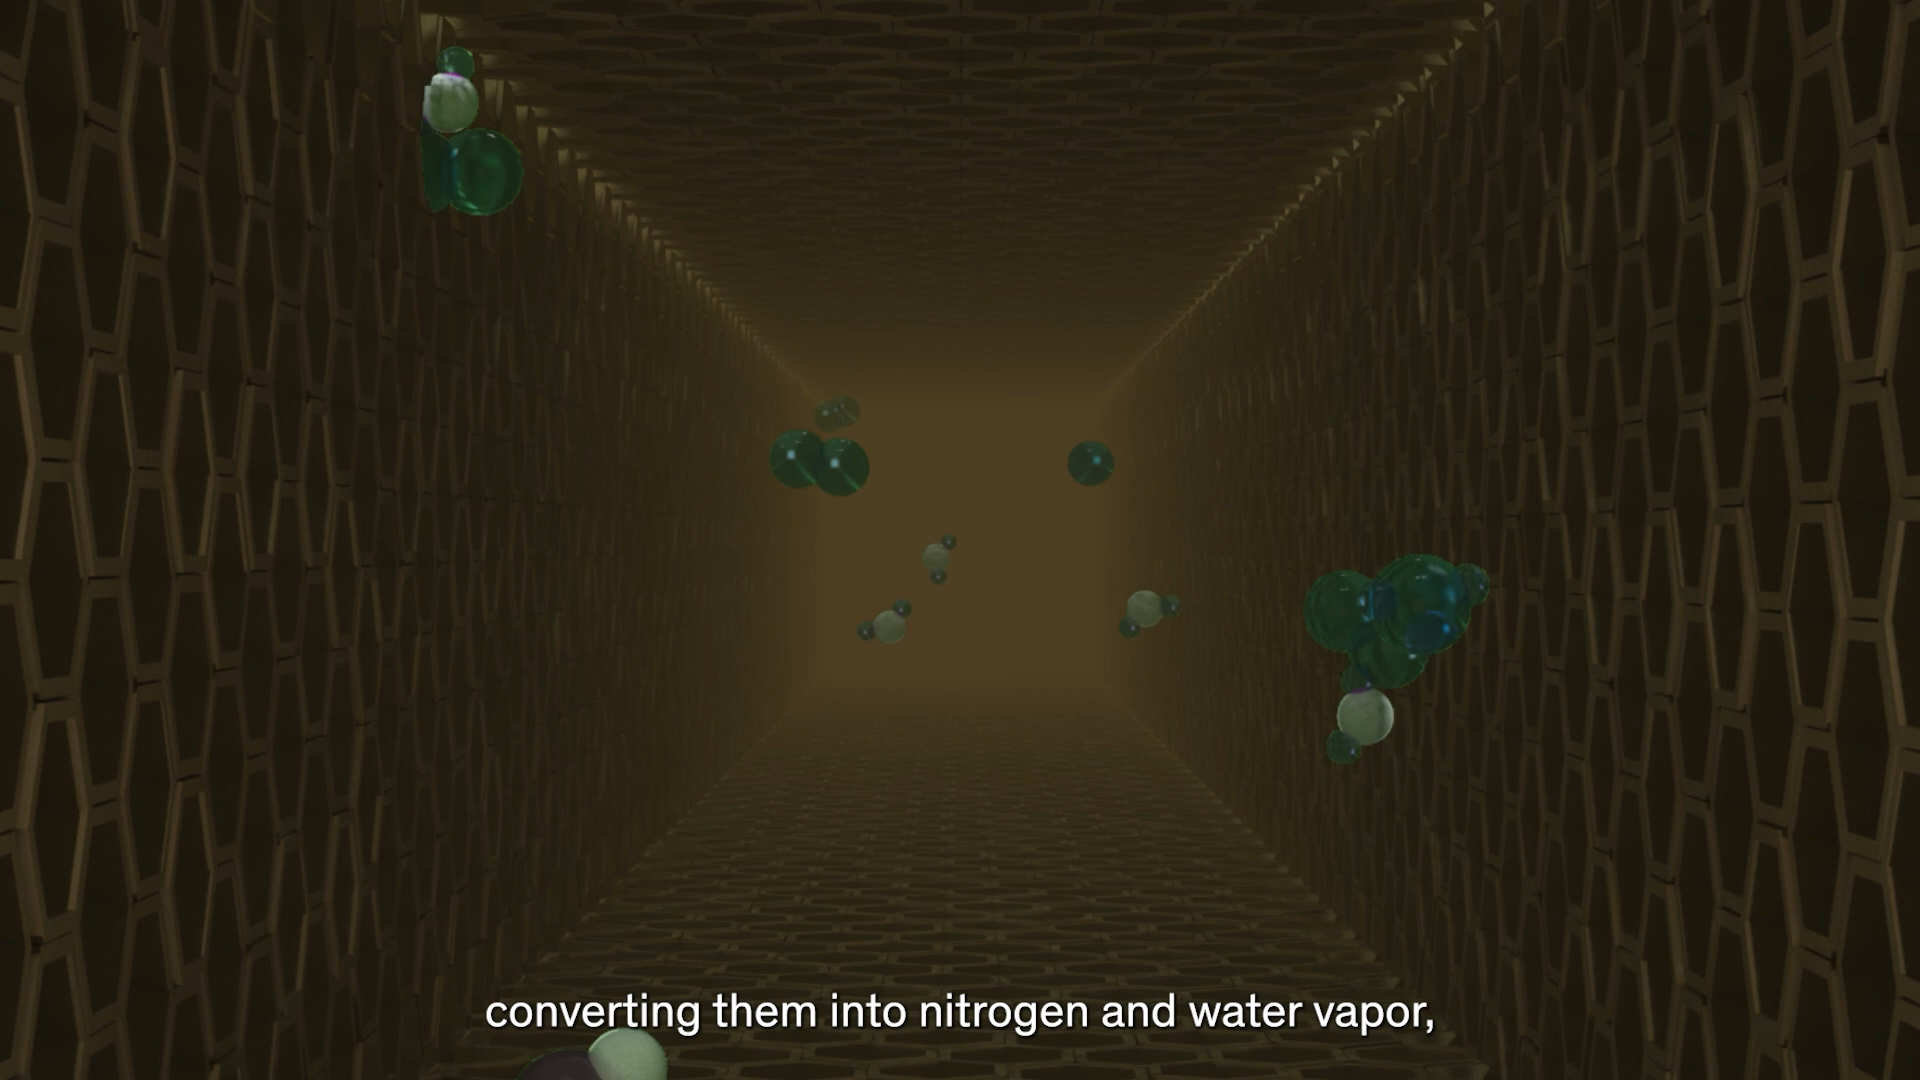 converting them into nitrogen and water vapor,